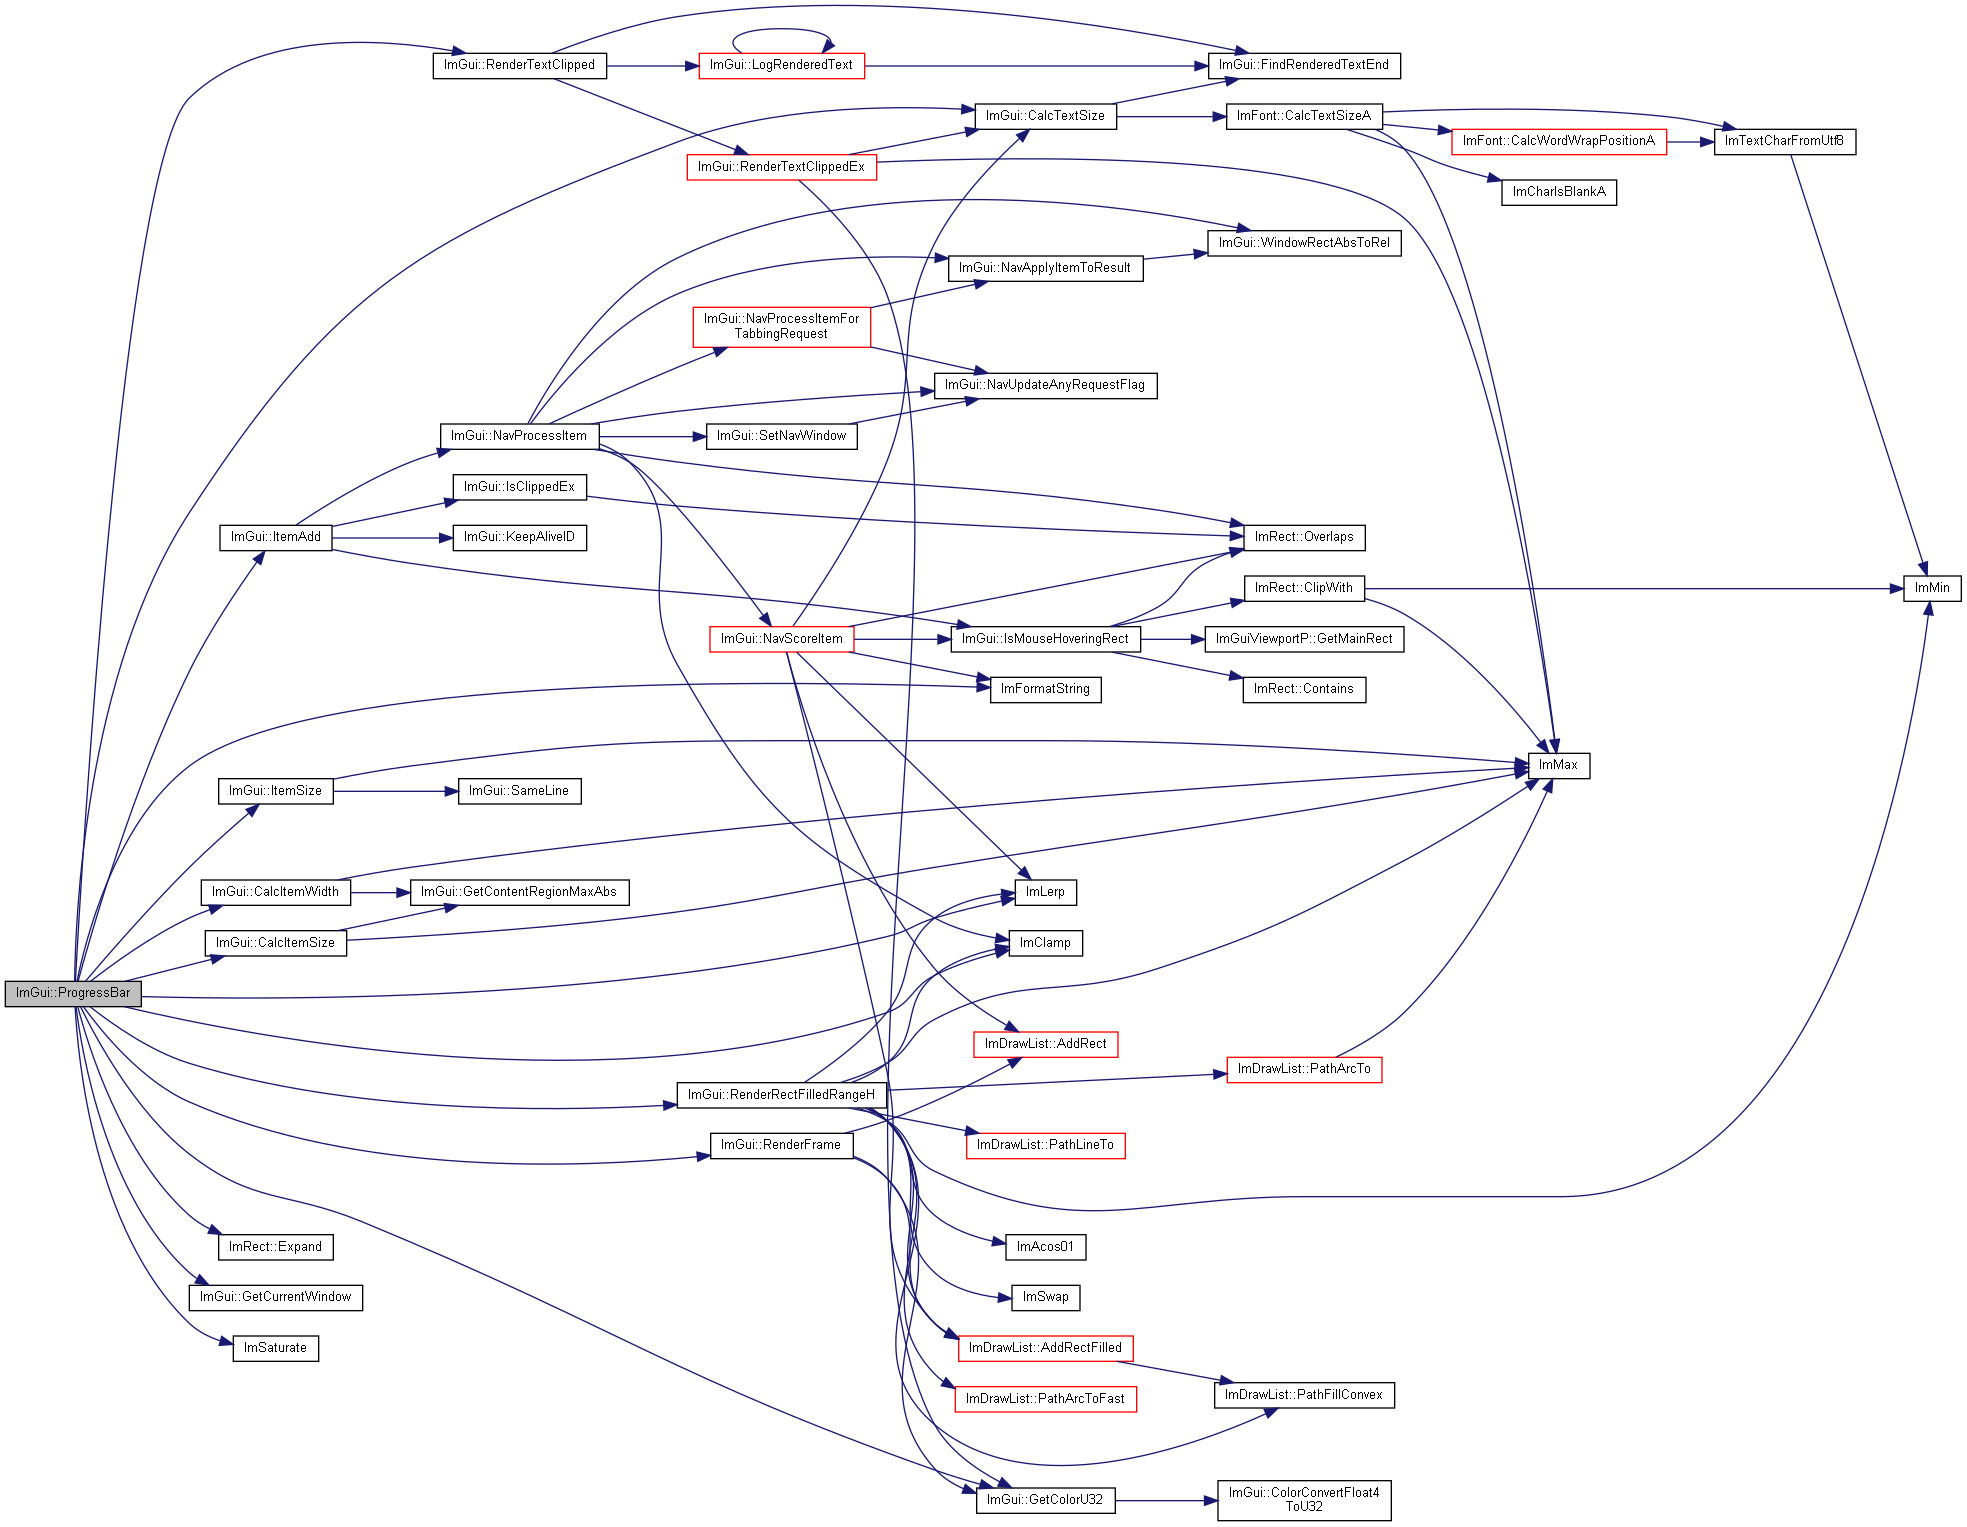 ImGui::RenderTextClipped
ImGui::LogRenderedText
ImGui::FindRenderedTextEnd
ImGui::CalcTextSize
ImFont::CalcTextSizeA
ImFont::CalcWordWrapPositionA
ImTextCharFromUtf8
ImGui::RenderTextClippedEx
ImCharIsBlankA
ImGui::WindowRectAbsToRel
ImGui::NavApplyItemToResult
ImGui::NavProcessItemFor
TabbingRequest
ImGui::NavUpdateAnyRequestFlag
ImGui::NavProcessItem
ImGui::SetNavWindow
ImGui::IsClippedEx
ImGui::ItemAdd
ImGui::KeepAliveID
ImRect::Overlaps
ImRect::ClipWith
ImMin
ImGui::NavScoreItem
ImGui::IsMouseHoveringRect
ImGuiViewportP::GetMainRect
ImFormatString
ImRect::Contains
ImMax
ImGui::ItemSize
ImGui::SameLine
ImGui::CalcItemWidth
ImGui::GetContentRegionMaxAbs
ImLerp
ImGui::CalcItemSize
ImClamp
ImGui::ProgressBar
ImDrawList::AddRect
ImDrawList::PathArcTo
ImGui::RenderRectFilledRangeH
ImGui::RenderFrame
ImDrawList::PathLineTo
ImRect::Expand
ImAcos01
ImGui::GetCurrentWindow
ImSwap
ImSaturate
ImDrawList::AddRectFilled
ImDrawList::PathArcToFast
ImDrawList::PathFillConvex
ImGui::GetColorU32
ImGui::ColorConvertFloat4
ToU32